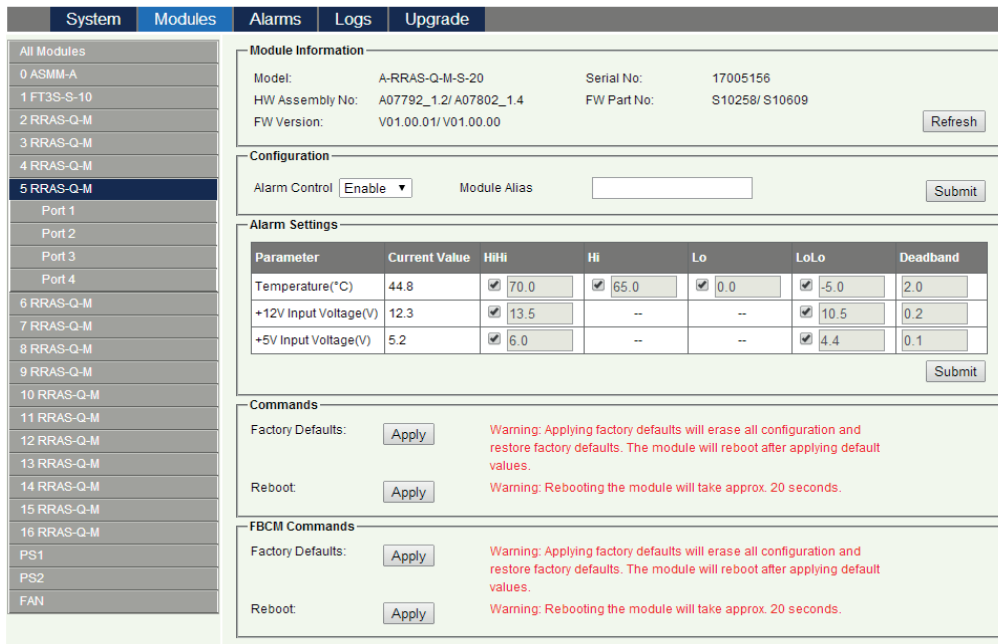 System Modules Alarms Logs Upgrade
All Modules
0 ASMM-A
1 FT3S-S-10
2 RRAS-Q-M
3 RRAS-Q-M
4 RRAS-Q-M
5 RRAS-Q-M
Port 1
Port 2
Port 3
Port 4
6 RRAS-Q-M
7 RRAS-Q-M
8 RRAS-Q-M
9 RRAS-Q-M
10 RRAS-Q-M
11 RRAS-Q-M
12 RRAS-Q-M
13 RRAS-Q-M
14 RRAS-Q-M
15 RRAS-Q-M
16 RRAS-Q-M
PS1
PS2
FAN
Module Information
Model: A-RRAS-Q-M-S-20 Serial No: 17005156
HW Assembly No: A07792_1.2/ A07802_1.4 FW Part No: S10258/ S10609
FW Version: V01.00.01/ V01.00.00 Refresh
Configuration
Alarm Control Enable Module Alias Submit
Alarm Settings
Parameter Current Value HiHi Hi Lo LoLo Deadband
Temperature(°C) 44.8 70.0 65.0 0.0 -5.0 2.0
+12V Input Voltage(V) 12.3 13.5 -- -- 10.5 0.2
+5V Input Voltage(V) 5.2 6.0 -- -- 4.4 0.1
Submit
Commands
Factory Defaults: Apply Warning: Applying factory defaults will erase all configuration and
restore factory defaults. The module will reboot after applying default
values.
Reboot: Apply Warning: Rebooting the module will take approx. 20 seconds.
FBCM Commands
Factory Defaults: Apply Warning: Applying factory defaults will erase all configuration and
restore factory defaults. The module will reboot after applying default
values.
Reboot: Apply Warning: Rebooting the module will take approx. 20 seconds.